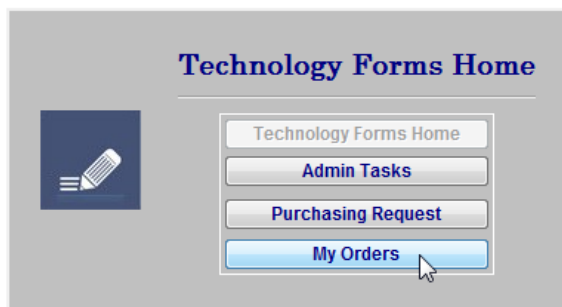 Technology Forms Home
Technology Forms Home
Admin Tasks
Purchasing Request
My Orders